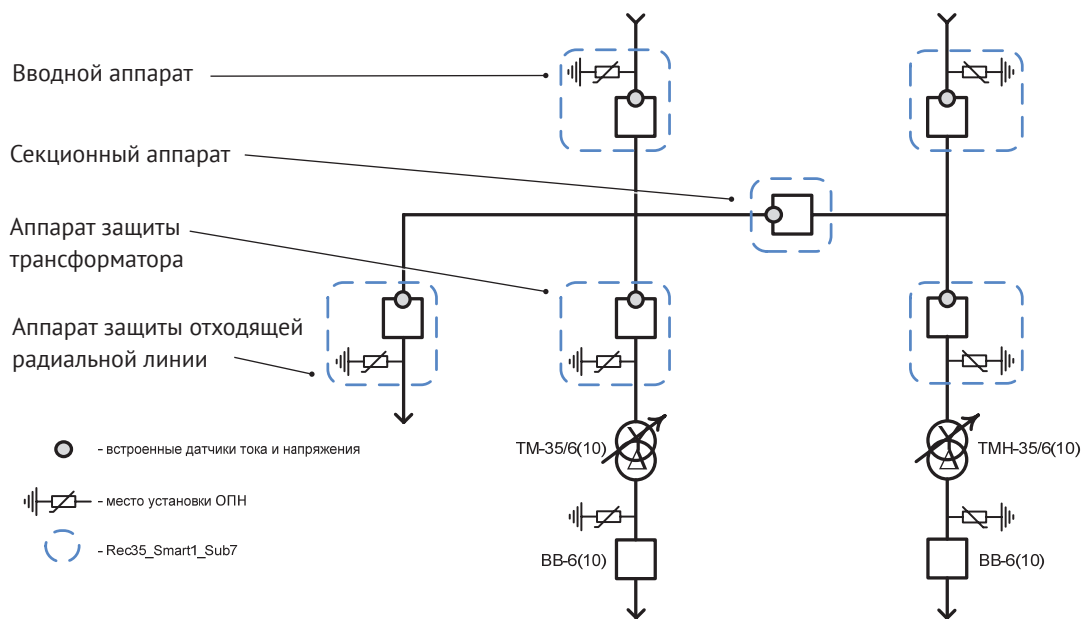 Вводной аппарат
Секционный аппарат
Аппарат защиты
трансформатора
Аппарат защиты отходящей
радиальной линии
- встроенные датчики тока и напряжения
- место установки ОПН
- Rec35_Smart1_Sub7
ТМ-35/6(10)
ТМН-35/6(10)
ВВ-6(10)
ВВ-6(10)